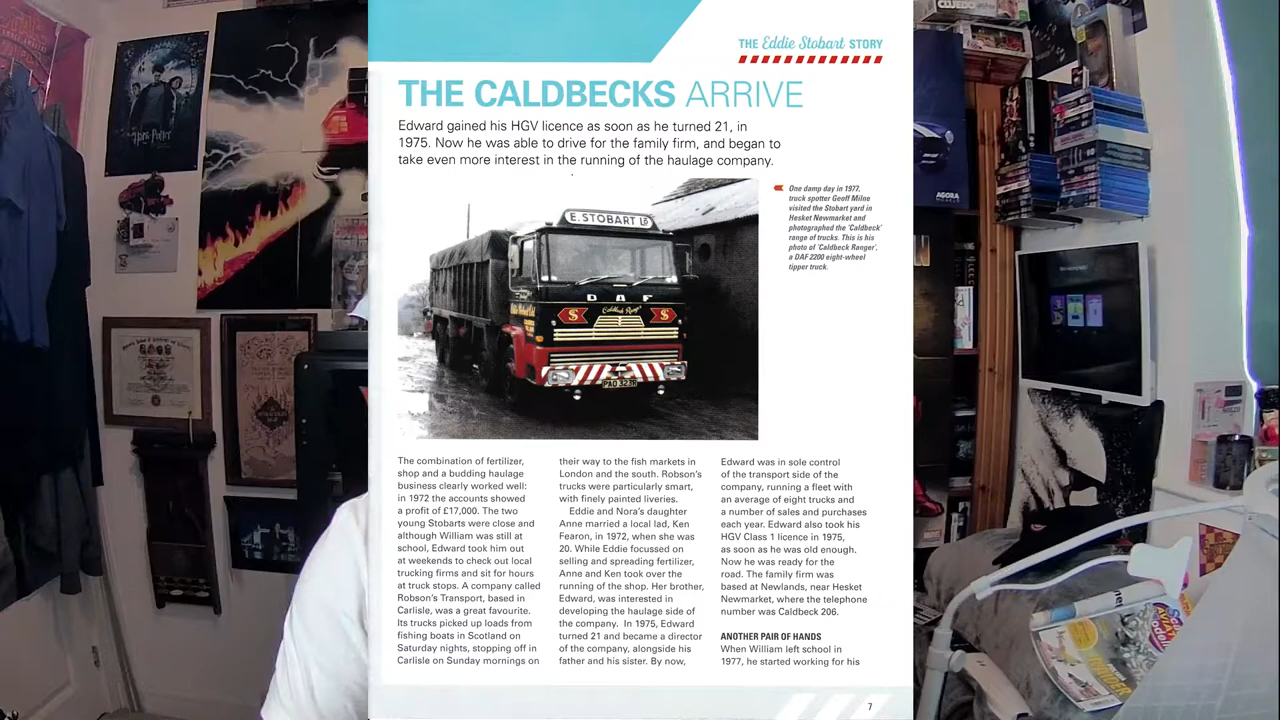 THE Eddie Stobart STORY
THE CALDBECKS ARRIVE
Edward gained his HGV licence as soon as he turned 21, in
1975. Now he was able to drive for the family firm, and began to
take even more interest in the running of the haulage company.
One damp day in 1977,
truck spotter Geoff Milne
visited the Stobart yard in
Hesket Newmarket and
photographed the 'Caldbeck'
range of trucks. This is his
photo of 'Caldbeck Ranger',
a DAF 2200 eight-wheel
tipper truck.
E. STOBART LD
DAF
Caldbeck Ranger
S
S
PAO 323R
The combination of fertilizer,
shop and a budding haulage
business clearly worked well:
in 1972 the accounts showed
a profit of £17,000. The two
young Stobarts were close and
although William was still at
school, Edward took him out
at weekends to check out local
trucking firms and sit for hours
at truck stops. A company called
Robson's Transport, based in
Carlisle, was a great favourite.
Its trucks picked up loads from
fishing boats in Scotland on
Saturday nights, stopping off in
Carlisle on Sunday mornings on
their way to the fish markets in
London and the south. Robson's
trucks were particularly smart,
with finely painted liveries.
Eddie and Nora's daughter
Anne married a local lad, Ken
Fearon, in 1972, when she was
20. While Eddie focussed on
selling and spreading fertilizer,
Anne and Ken took over the
running of the shop. Her brother,
Edward, was interested in
developing the haulage side of
the company. In 1975, Edward
turned 21 and became a director
of the company, alongside his
father and his sister. By now,
Edward was in sole control
of the transport side of the
company, running a fleet with
an average of eight trucks and
a number of sales and purchases
each year. Edward also took his
HGV Class 1 licence in 1975,
as soon as he was old enough.
Now he was ready for the
road. The family firm was
based at Newlands, near Hesket
Newmarket, where the telephone
number was Caldbeck 206.
ANOTHER PAIR OF HANDS
When William left school in
1977, he started working for his
7
Harry Potter
AGORA
MODELS